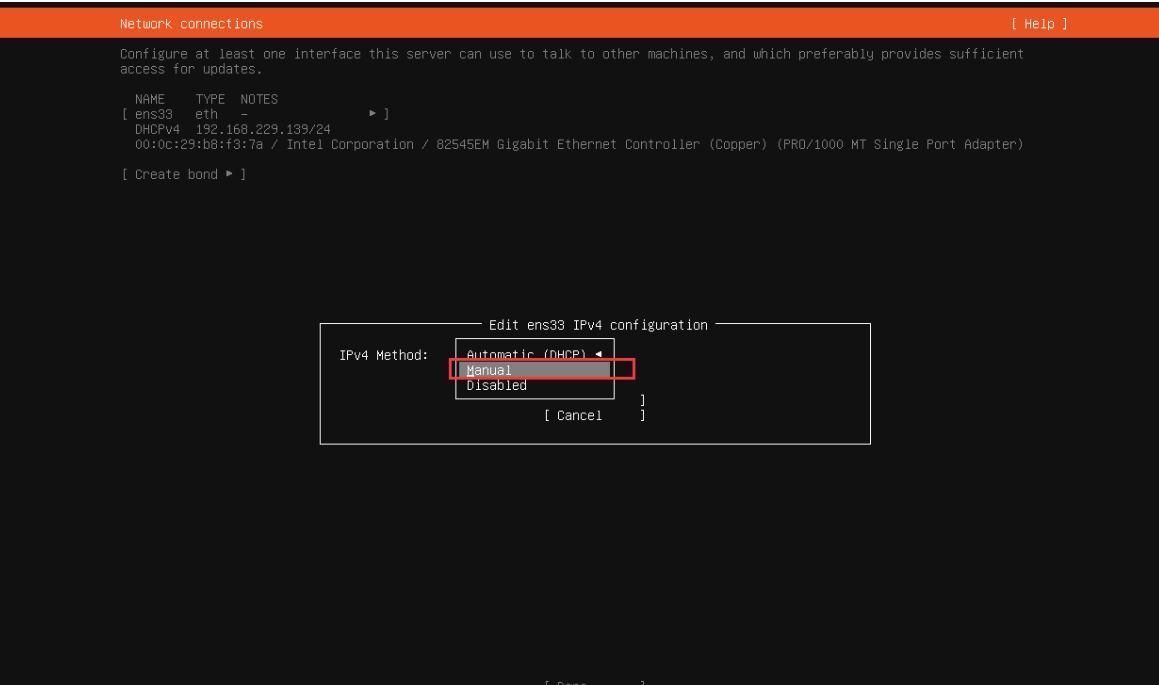 Network connections [ Help ]
Configure at least one interface this server can use to talk to other machines, and which preferably provides sufficient
access for updates.
NAME TYPE NOTES
[ ens33 eth - ▸ ]
DHCPv4 192.168.229.139/24
00:0c:29:b8:f3:7a / Intel Corporation / 82545EM Gigabit Ethernet Controller (Copper) (PRO/1000 MT Single Port Adapter)
[ Create bond ▸ ]
Edit ens33 IPv4 configuration
IPv4 Method: Automatic (DHCP) ◂
Manual
Disabled
]
[ Cancel ]
[ Done ]